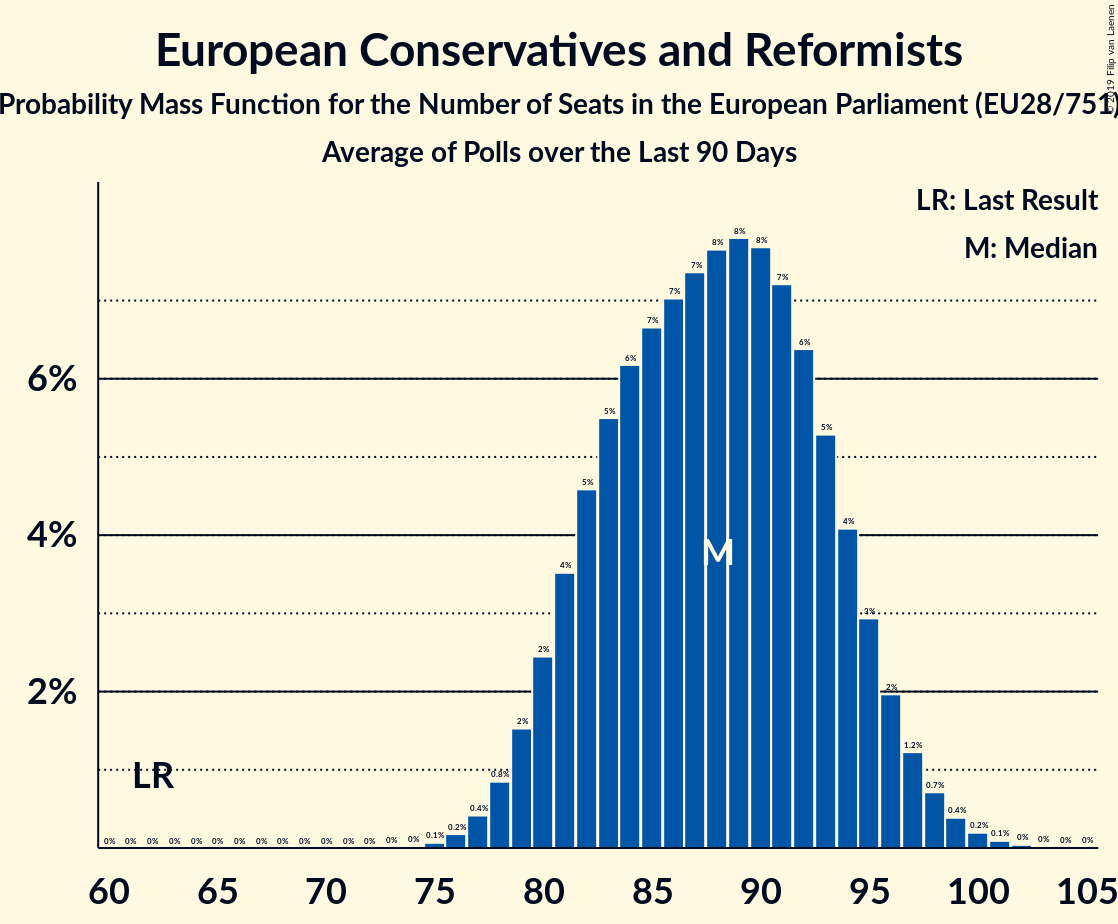 European Conservatives and Reformists
© 2019 Filip van Laenen
Probability Mass Function for the Number of Seats in the European Parliament (EU28/751)
Average of Polls over the Last 90 Days
LR: Last Result
M: Median
6%
4%
2%
LR
M
0% 0% 0% 0% 0% 0% 0% 0% 0% 0% 0% 0% 0% 0% 0% 0.1% 0.2% 0.4% 0.8% 2% 2% 4% 5% 5% 6% 7% 7% 7% 8% 8% 8% 7% 6% 5% 4% 3% 2% 1.2% 0.7% 0.4% 0.2% 0.1% 0% 0% 0% 0%
60 65 70 75 80 85 90 95 100 105